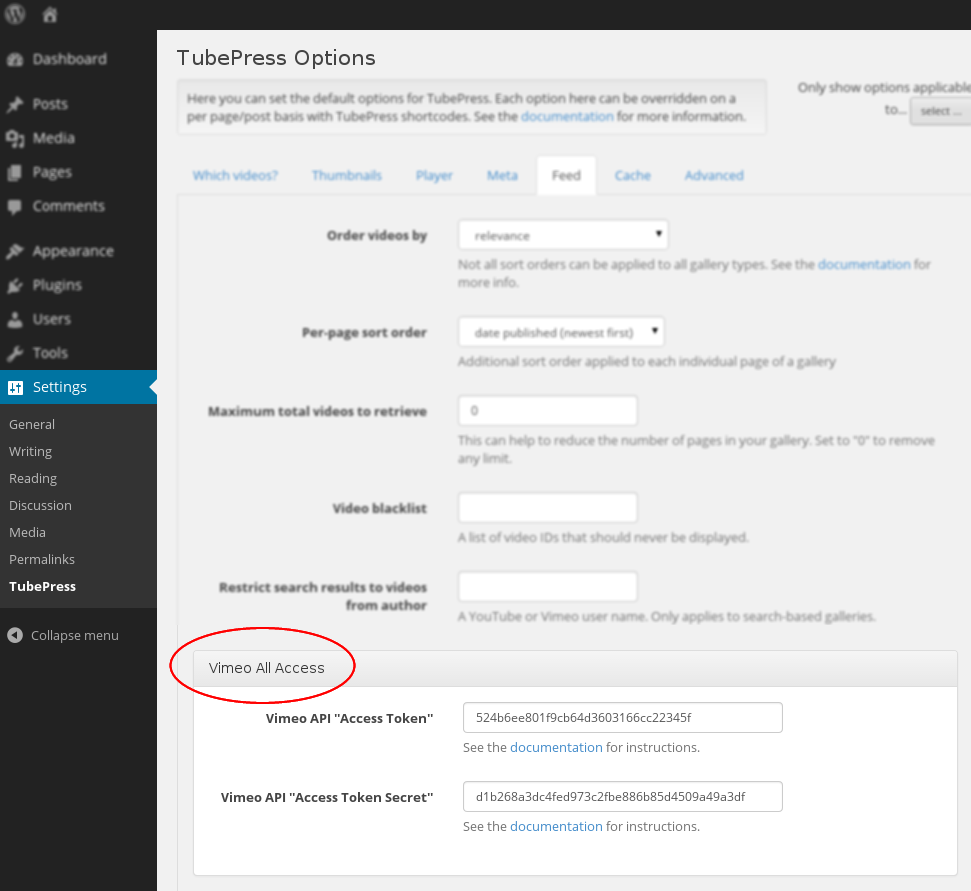 Dashboard
Posts
Media
Pages
Comments
Appearance
Plugins
Users
Tools
Settings
General
Writing
Reading
Discussion
Media
Permalinks
TubePress
Collapse menu
TubePress Options
Here you can set the default options for TubePress. Each option here can be overridden on a
per page/post basis with TubePress shortcodes. See the documentation for more information.
Only show options applicable
to... select ...
Which videos? Thumbnails Player Meta Feed Cache Advanced
Order videos by relevance
Not all sort orders can be applied to all gallery types. See the documentation for
more info.
Per-page sort order date published (newest first)
Additional sort order applied to each individual page of a gallery
Maximum total videos to retrieve 0
This can help to reduce the number of pages in your gallery. Set to "0" to remove
any limit.
Video blacklist
A list of video IDs that should never be displayed.
Restrict search results to videos
from author
A YouTube or Vimeo user name. Only applies to search-based galleries.
Vimeo All Access
Vimeo API "Access Token" 524b6ee801f9cb64d3603166cc22345f
See the documentation for instructions.
Vimeo API "Access Token Secret" d1b268a3dc4fed973c2fbe886b85d4509a49a3df
See the documentation for instructions.